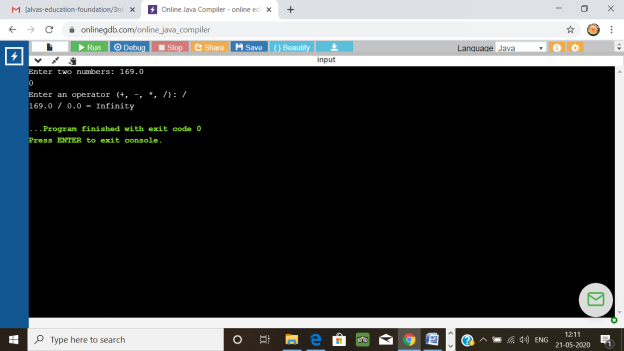 [alvas-education-foundation/3rd
Online Java Compiler - online ed
onlinegdb.com/online_java_compiler
Run Debug Stop Share Save { } Beautify Language Java
input
Enter two numbers: 169.0
0
Enter an operator (+, -, *, /): /
169.0 / 0.0 = Infinity
...Program finished with exit code 0
Press ENTER to exit console.
Type here to search
ENG
12:11
21-05-2020